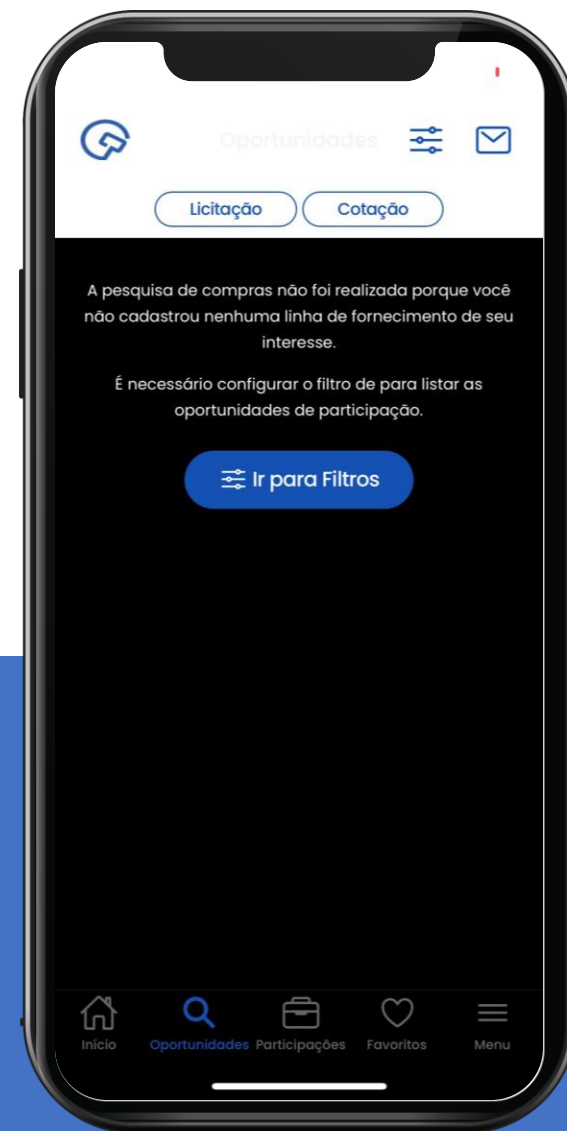 Oportunidades
Licitação Cotação
A pesquisa de compras não foi realizada porque você
não cadastrou nenhuma linha de fornecimento de seu
interesse.
É necessário configurar o filtro de para listar as
oportunidades de participação.
Ir para Filtros
Início Oportunidades Participações Favoritos Menu